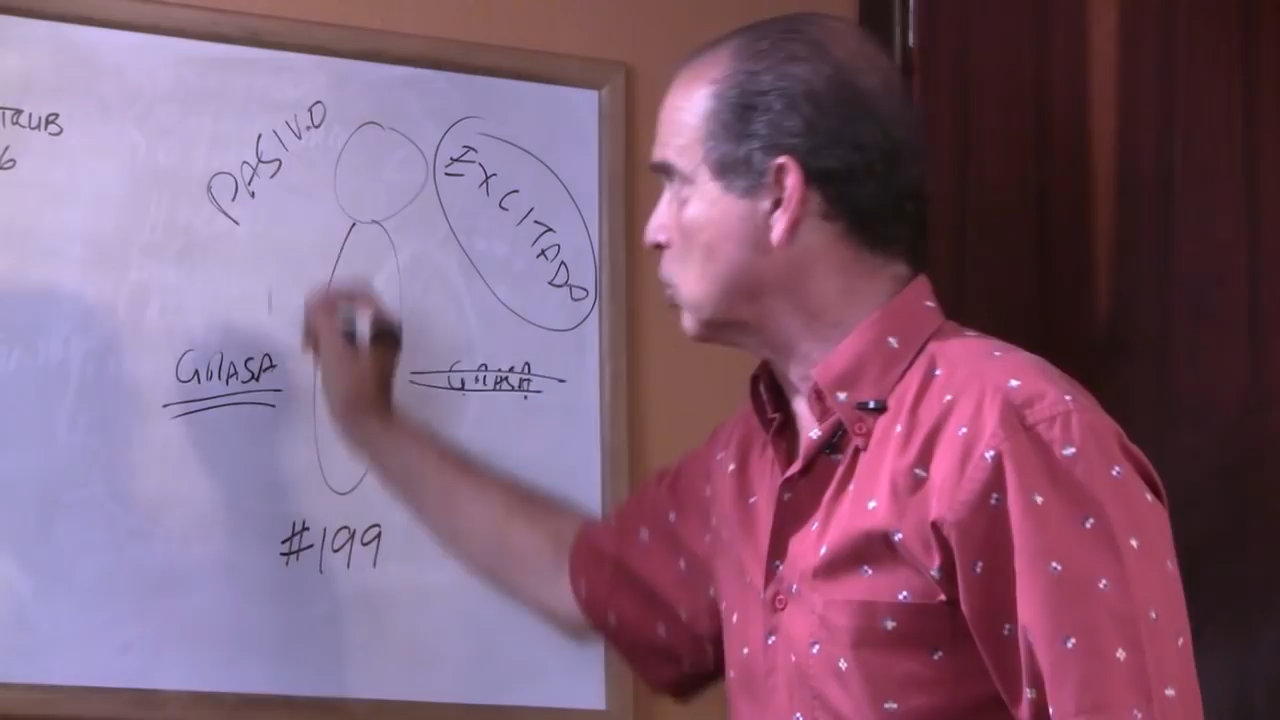 TRUB
6
PASIVO
EXCITADO
GRASA
GRASA
#199